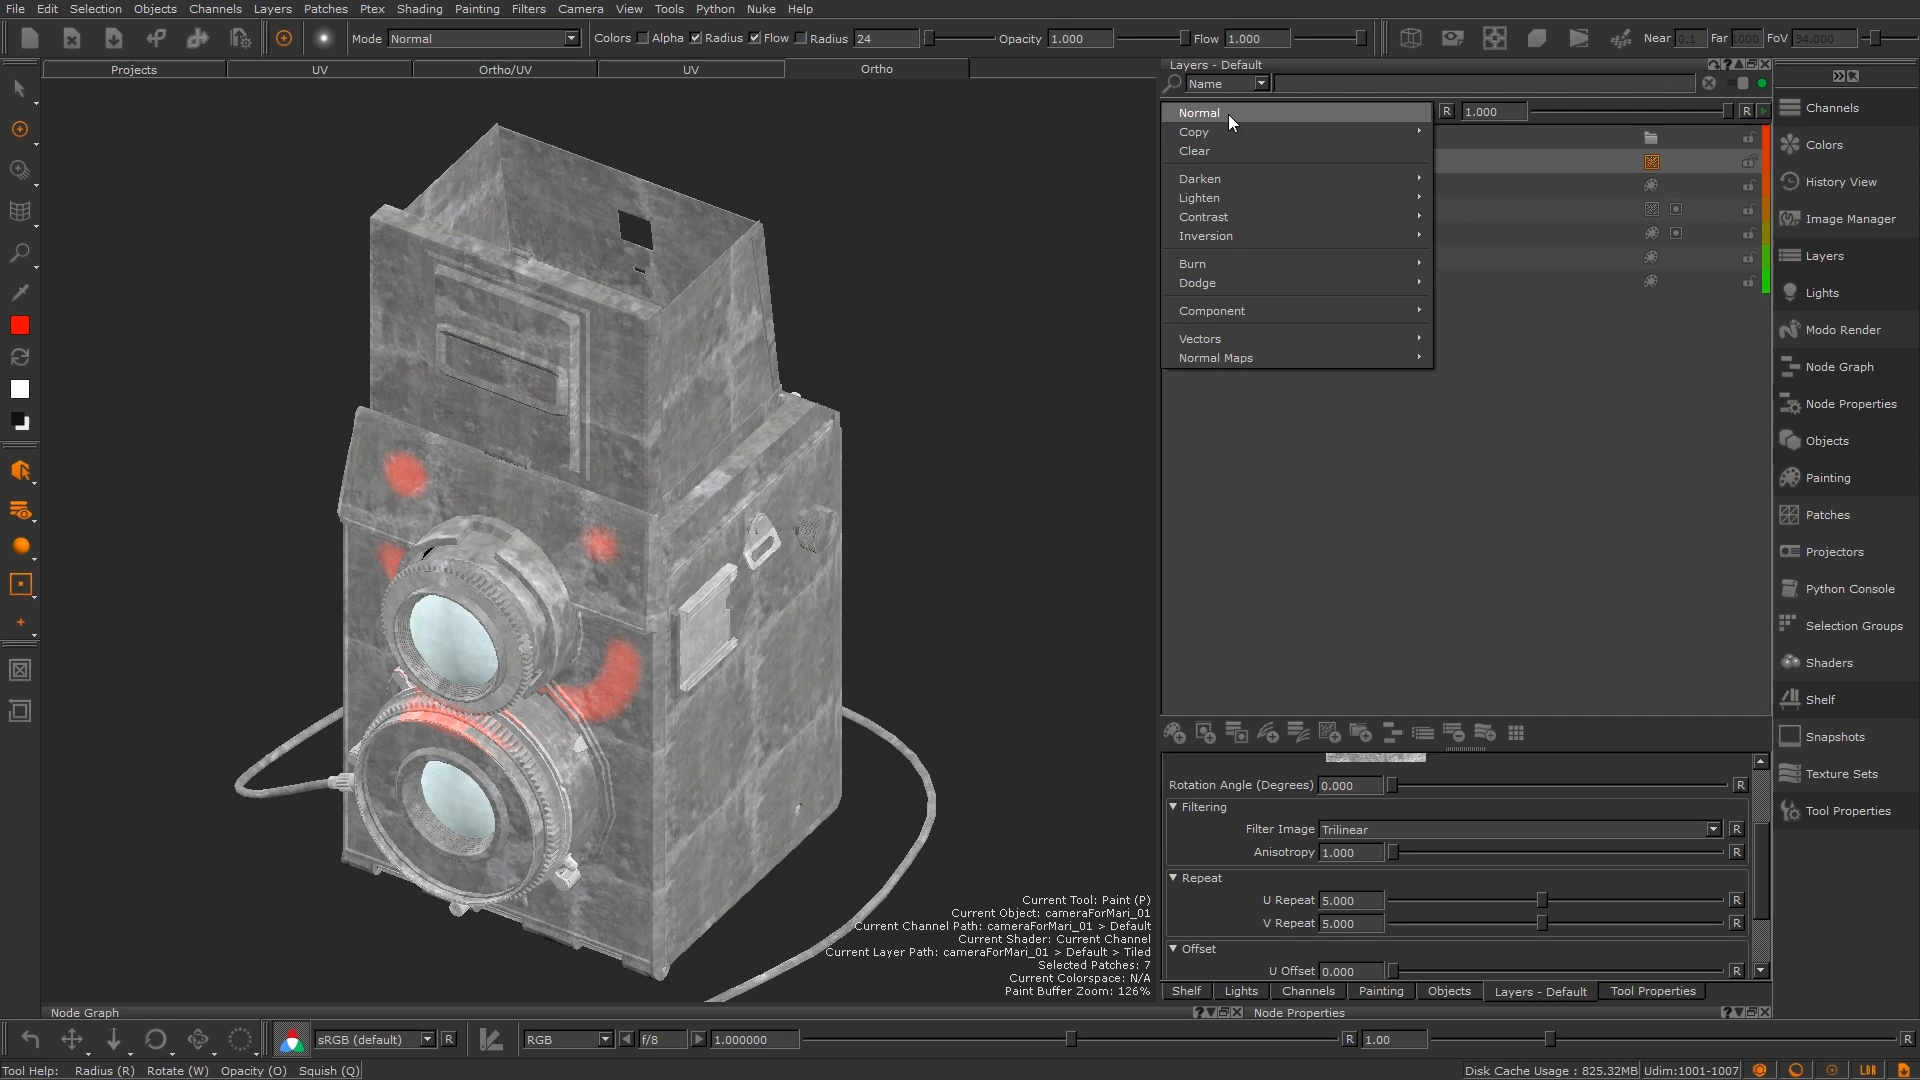 File Edit Selection Objects Channels Layers Patches Ptex Shading Painting Filters Camera View Tools Python Nuke Help
Mode Normal Colors Alpha Radius Flow Radius 24 Opacity 1.000 Flow 1.000 Near 0.1 Far 1000 FoV 34.000
Projects UV Ortho/UV UV Ortho
Layers - Default
Name
R 1.000 R
Normal
Copy
Clear
Darken
Lighten
Contrast
Inversion
Burn
Dodge
Component
Vectors
Normal Maps
Channels
Colors
History View
Image Manager
Layers
Lights
Modo Render
Node Graph
Node Properties
Objects
Painting
Patches
Projectors
Python Console
Selection Groups
Shaders
Shelf
Snapshots
Texture Sets
Tool Properties
Rotation Angle (Degrees) 0.000 R
Filtering
Filter Image Trilinear R
Anisotropy 1.000 R
Repeat
U Repeat 5.000 R
V Repeat 5.000 R
Offset
U Offset 0.000 R
Shelf Lights Channels Painting Objects Layers - Default Tool Properties
Current Tool: Paint (P)
Current Object: cameraForMari_01
Current Channel Path: cameraForMari_01 > Default
Current Shader: Current Channel
Current Layer Path: cameraForMari_01 > Default > Tiled
Selected Patches: 7
Current Colorspace: N/A
Paint Buffer Zoom: 126%
Node Graph Node Properties
sRGB (default) R RGB f/8 1.000000 R 1.00 R
Tool Help: Radius (R) Rotate (W) Opacity (O) Squish (Q) Disk Cache Usage : 825.32MB Udim:1001-1007 LDR